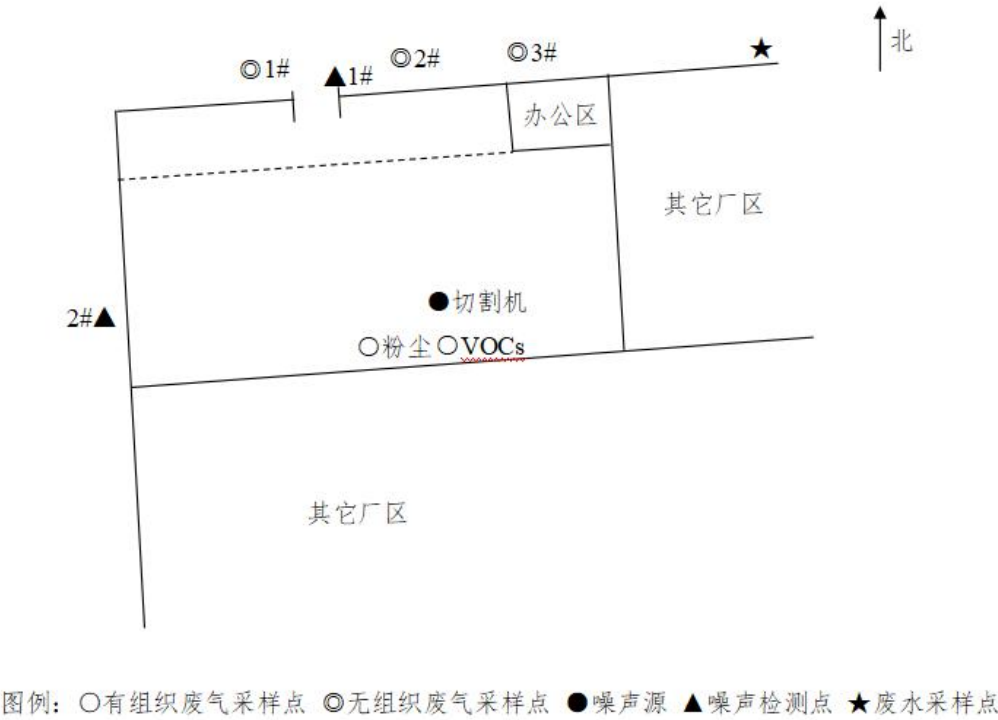 北
◎1# ▲1# ◎2# ◎3# ★
办公区
其它厂区
2#▲
●切割机
○粉尘○VOCs
其它厂区
图例：○有组织废气采样点 ◎无组织废气采样点 ●噪声源 ▲噪声检测点 ★废水采样点